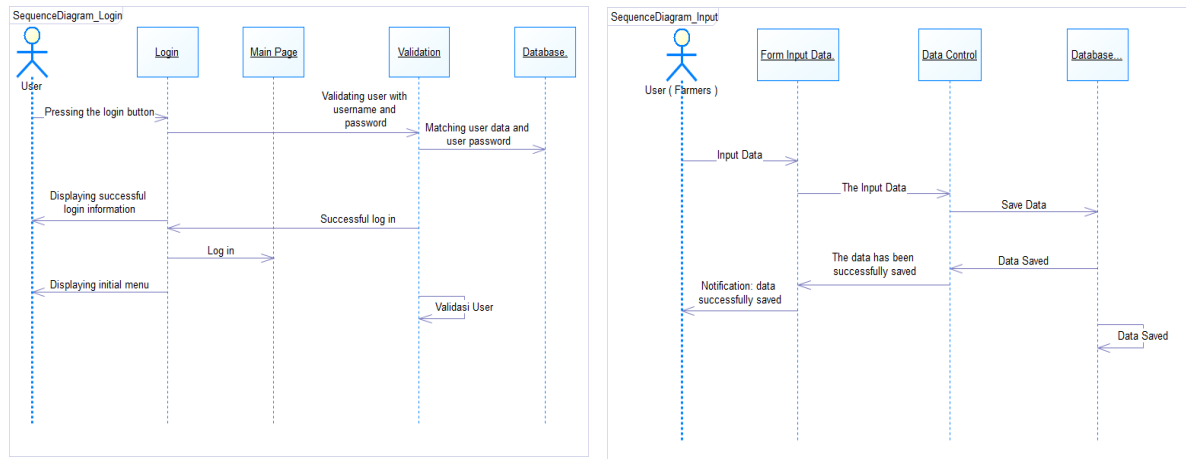 SequenceDiagram_Login
Login
Main Page
Validation
Database.
User
Pressing the login button
Validating user with
username and
password
Matching user data and
user password
Displaying successful
login information
Successful log in
Log in
Displaying initial menu
Validasi User
SequenceDiagram_Input
Form Input Data.
Data Control
Database...
User ( Farmers )
Input Data
The Input Data
Save Data
The data has been
successfully saved
Data Saved
Notification: data
successfully saved
Data Saved